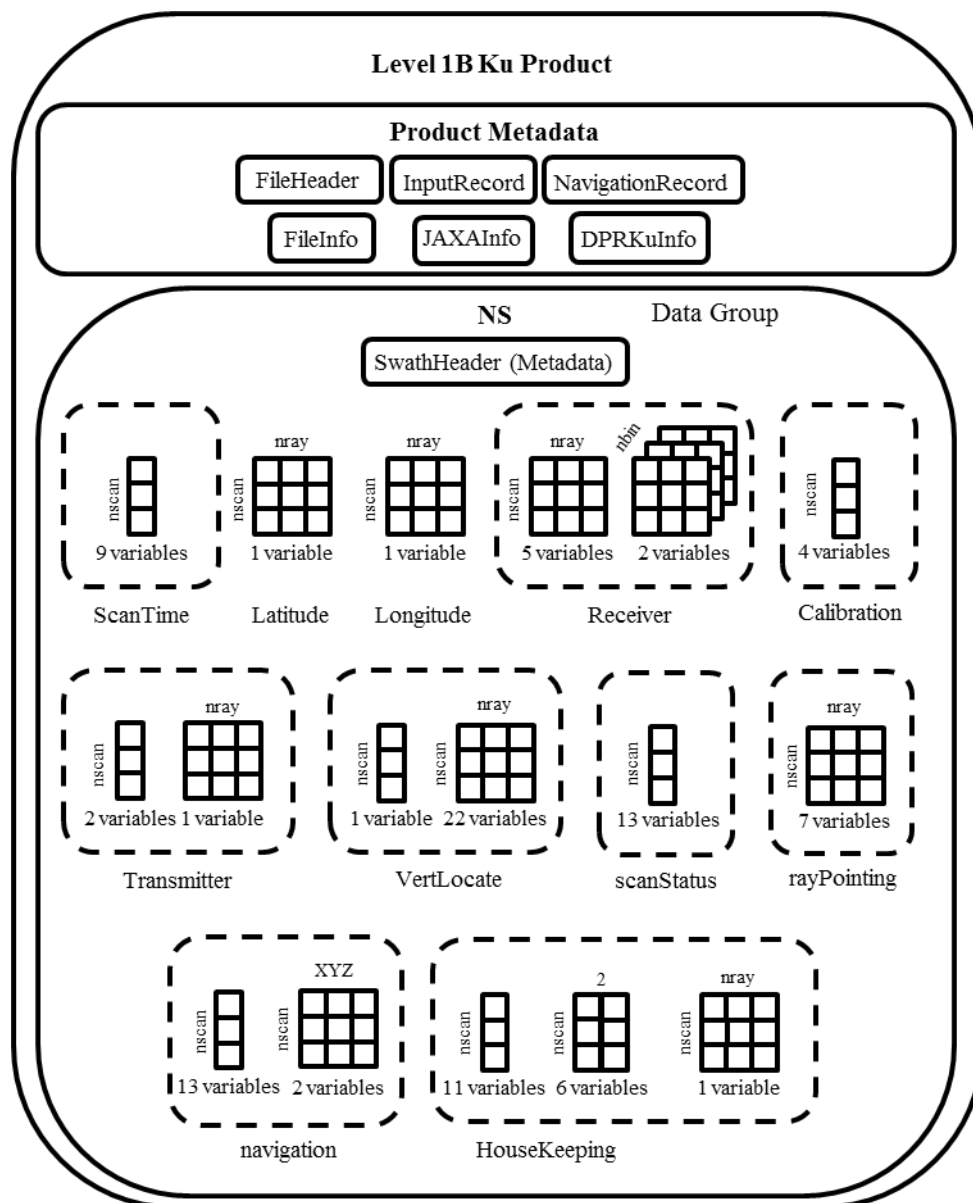 Level 1B Ku Product
Product Metadata
FileHeader
InputRecord
NavigationRecord
FileInfo
JAXAInfo
DPRKuInfo
NS
Data Group
SwathHeader (Metadata)
nscan
9 variables
ScanTime
nray
nscan
1 variable
Latitude
nray
nscan
1 variable
Longitude
nray
nscan
5 variables
nbin
2 variables
Receiver
nscan
4 variables
Calibration
nscan
2 variables
nray
1 variable
Transmitter
nscan
1 variable
nray
nscan
22 variables
VertLocate
nscan
13 variables
scanStatus
nray
nscan
7 variables
rayPointing
nscan
13 variables
XYZ
nscan
2 variables
navigation
nscan
11 variables
2
nscan
6 variables
nray
nscan
1 variable
HouseKeeping